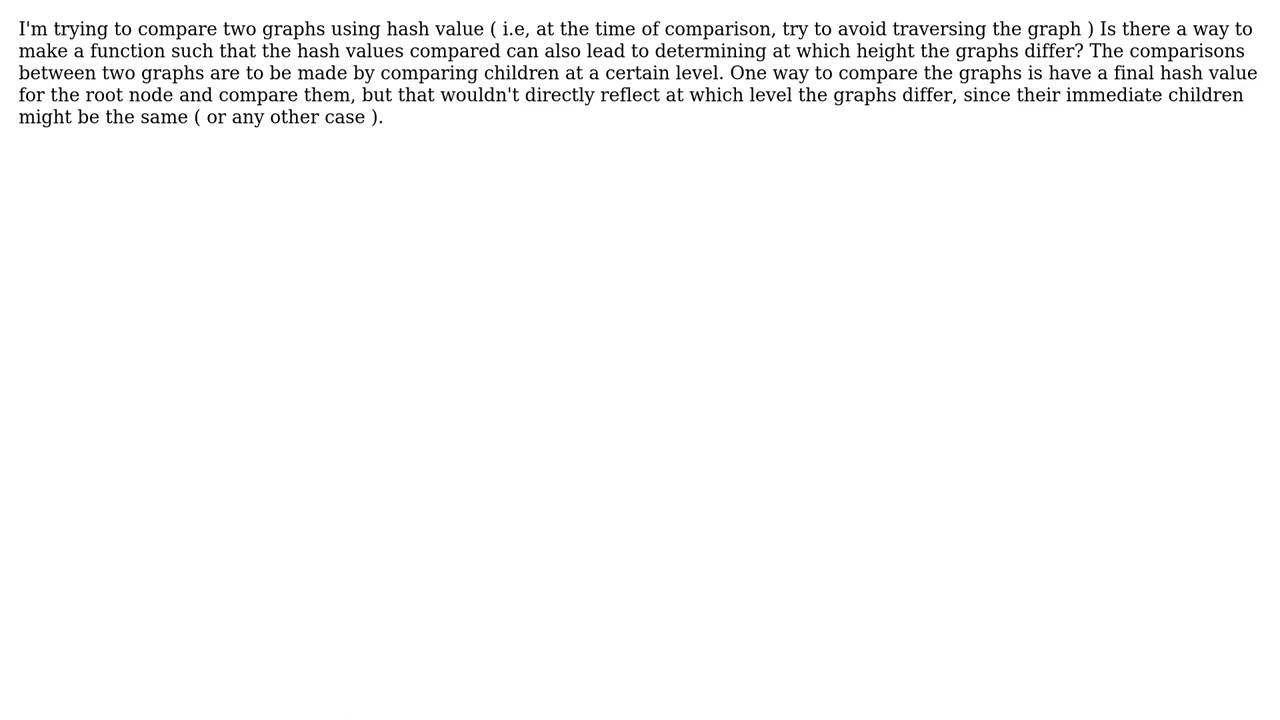 I'm trying to compare two graphs using hash value ( i.e, at the time of comparison, try to avoid traversing the graph ) Is there a way to
make a function such that the hash values compared can also lead to determining at which height the graphs differ? The comparisons
between two graphs are to be made by comparing children at a certain level. One way to compare the graphs is have a final hash value
for the root node and compare them, but that wouldn't directly reflect at which level the graphs differ, since their immediate children
might be the same ( or any other case ).